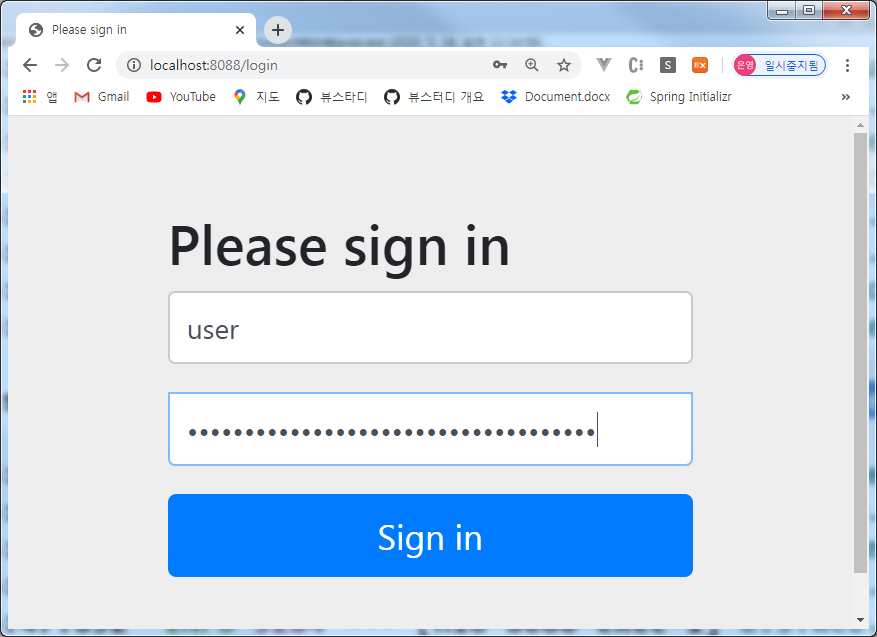 Please sign in
localhost:8088/login
S
EX
은영 일시중지됨
앱 Gmail YouTube 지도 뷰스타디 뷰스터디 개요 Document.docx Spring Initializr
Please sign in
user
Sign in